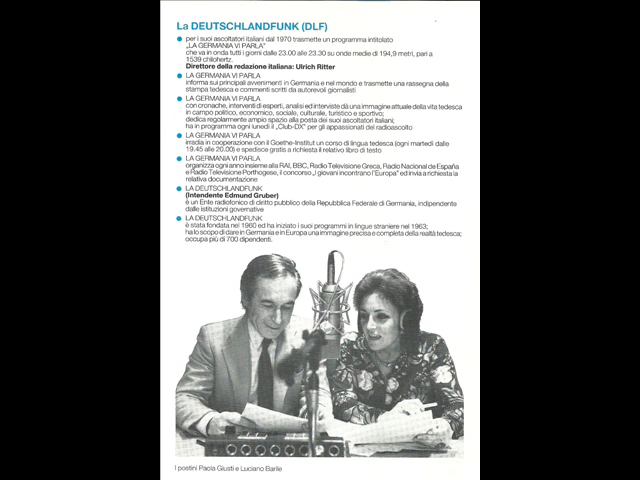 La DEUTSCHLANDFUNK (DLF)
per i suoi ascoltatori italiani dal 1970 trasmette un programma intitolato
„LA GERMANIA VI PARLA"
che va in onda tutti i giorni dalle 23.00 alle 23.30 su onde medie di 194,9 metri, pari a
1539 chilohertz.
Direttore della redazione italiana: Ulrich Ritter
LA GERMANIA VI PARLA
informa sui principali avvenimenti in Germania e nel mondo e trasmette una rassegna della
stampa tedesca e commenti scritti da autorevoli giornalisti
LA GERMANIA VI PARLA
con cronache, interventi di esperti, analisi ed interviste dà una immagine attuale della vita tedesca
in campo politico, economico, sociale, culturale, turistico e sportivo;
dedica regolarmente ampio spazio alla posta dei suoi ascoltatori italiani;
ha in programma ogni lunedì il „Club-DX" per gli appassionati del radioascolto
LA GERMANIA VI PARLA
irradia in cooperazione con il Goethe-Institut un corso di lingua tedesca (ogni martedì dalle
19.45 alle 20.00) e spedisce gratis a richiesta il relativo libro di testo
LA GERMANIA VI PARLA
organizza ogni anno insieme alla RAI, BBC, Radio Televisione Greca, Radio Nacional de España
e Radio Televisione Porthogese, il concorso „I giovani incontrano l'Europa" ed invia a richiesta la
relativa documentazione
LA DEUTSCHLANDFUNK
(Intendente Edmund Gruber)
è un Ente radiofonico di diritto pubblico della Repubblica Federale di Germania, indipendente
dalle istituzioni governative
LA DEUTSCHLANDFUNK
è stata fondata nel 1960 ed ha iniziato i suoi programmi in lingue straniere nel 1963;
ha lo scopo di dare in Germania e in Europa una immagine precisa e completa della realtà tedesca;
occupa più di 700 dipendenti.
I postini Paola Giusti e Luciano Barile